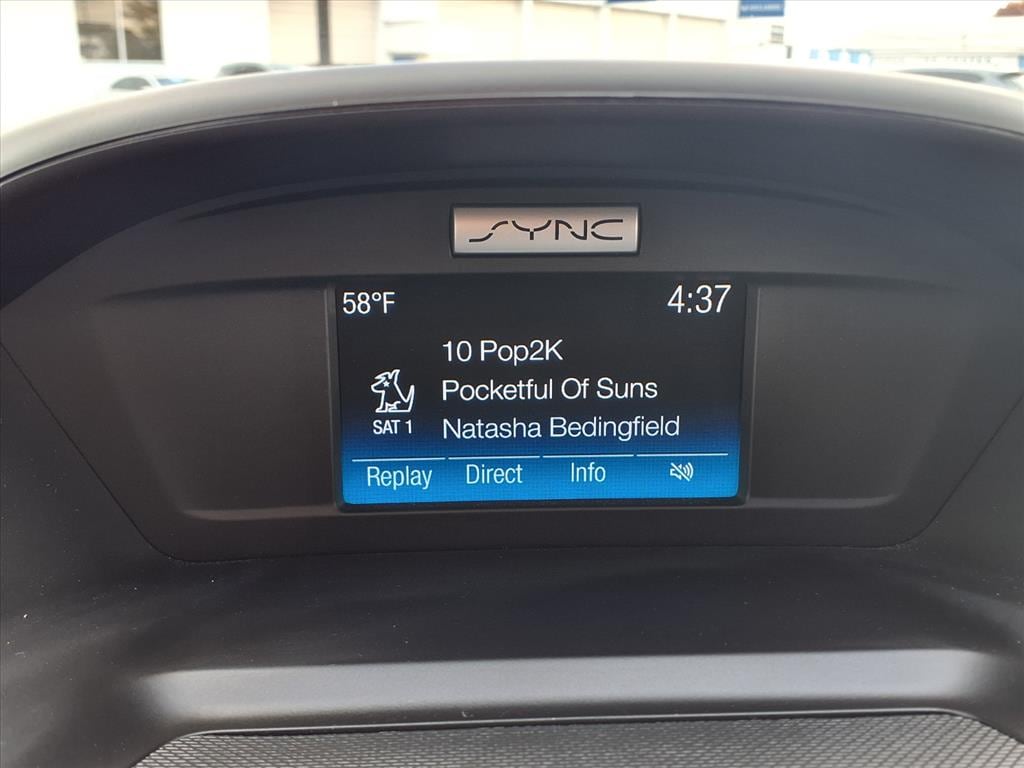 SYNC
58°F 4:37
10 Pop2K
Pocketful Of Suns
SAT 1 Natasha Bedingfield
Replay Direct Info